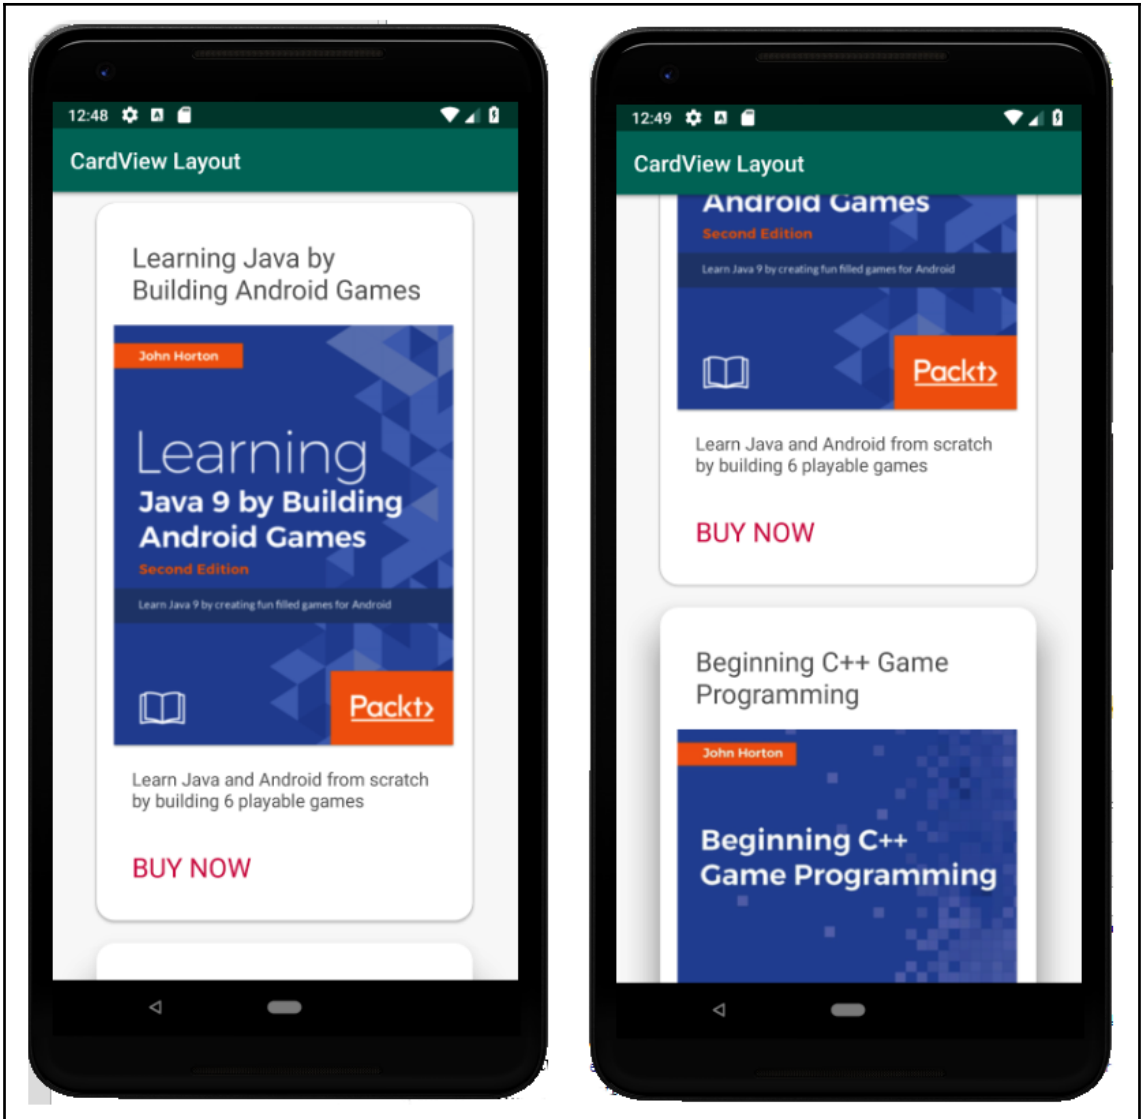 12:48
CardView Layout
Learning Java by
Building Android Games
John Horton
Learning
Java 9 by Building
Android Games
Second Edition
Learn Java 9 by creating fun filled games for Android
Packt>
Learn Java and Android from scratch
by building 6 playable games
BUY NOW
12:49
CardView Layout
Android Games
Second Edition
Learn Java 9 by creating fun filled games for Android
Packt>
Learn Java and Android from scratch
by building 6 playable games
BUY NOW
Beginning C++ Game
Programming
John Horton
Beginning C++
Game Programming